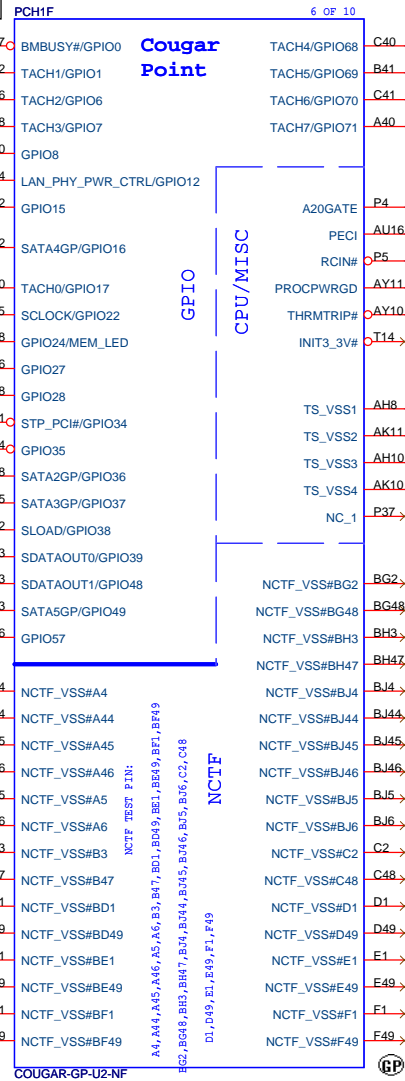 PCH1F
6 OF 10
Cougar
Point
BMBUSY#/GPIO0
TACH1/GPIO1
TACH2/GPIO6
TACH3/GPIO7
GPIO8
LAN_PHY_PWR_CTRL/GPIO12
GPIO15
SATA4GP/GPIO16
TACH0/GPIO17
SCLOCK/GPIO22
GPIO24/MEM_LED
GPIO27
GPIO28
STP_PCI#/GPIO34
GPIO35
SATA2GP/GPIO36
SATA3GP/GPIO37
SLOAD/GPIO38
SDATAOUT0/GPIO39
SDATAOUT1/GPIO48
SATA5GP/GPIO49
GPIO57
NCTF_VSS#A4
NCTF_VSS#A44
NCTF_VSS#A45
NCTF_VSS#A46
NCTF_VSS#A5
NCTF_VSS#A6
NCTF_VSS#B3
NCTF_VSS#B47
NCTF_VSS#BD1
NCTF_VSS#BD49
NCTF_VSS#BE1
NCTF_VSS#BE49
NCTF_VSS#BF1
NCTF_VSS#BF49
GPIO
CPU/MISC
NCTF TEST PIN:
A4,A44,A45,A46,A5,A6,B3,B47,BD1,BD49,BE1,BE49,BF1,BF49
BG2,BG48,BH3,BH47,BJ4,BJ44,BJ45,BJ46,BJ5,BJ6,C2,C48
D1,D49,E1,E49,F1,F49
NCTF
TACH4/GPIO68 C40
TACH5/GPIO69 B41
TACH6/GPIO70 C41
TACH7/GPIO71 A40
A20GATE P4
PECI AU16
RCIN# P5
PROCPWRGD AY11
THRMTRIP# AY10
INIT3_3V# T14
TS_VSS1 AH8
TS_VSS2 AK11
TS_VSS3 AH10
TS_VSS4 AK10
NC_1 P37
NCTF_VSS#BG2 BG2
NCTF_VSS#BG48 BG48
NCTF_VSS#BH3 BH3
NCTF_VSS#BH47 BH47
NCTF_VSS#BJ4 BJ4
NCTF_VSS#BJ44 BJ44
NCTF_VSS#BJ45 BJ45
NCTF_VSS#BJ46 BJ46
NCTF_VSS#BJ5 BJ5
NCTF_VSS#BJ6 BJ6
NCTF_VSS#C2 C2
NCTF_VSS#C48 C48
NCTF_VSS#D1 D1
NCTF_VSS#D49 D49
NCTF_VSS#E1 E1
NCTF_VSS#E49 E49
NCTF_VSS#F1 F1
NCTF_VSS#F49 F49
COUGAR-GP-U2-NF
GP